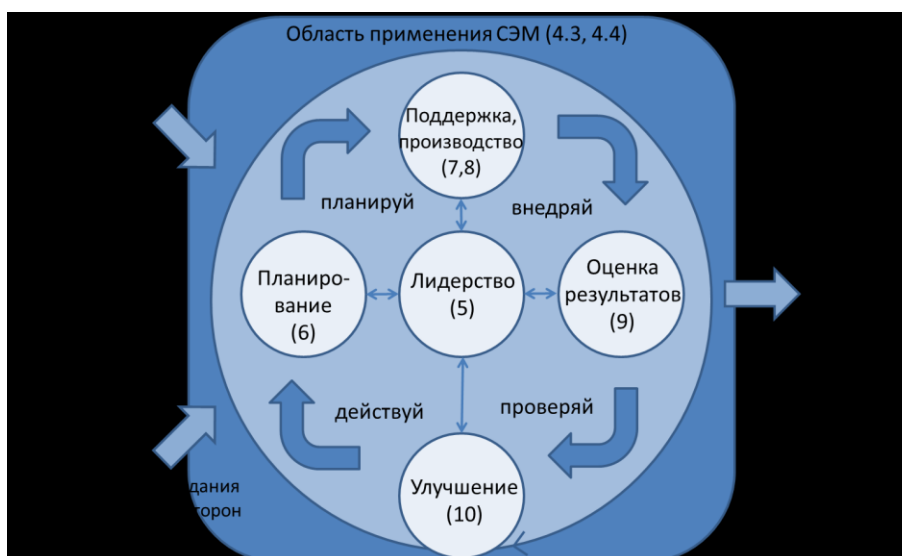 Область применения СЭМ (4.3, 4.4)
Поддержка,
производство
(7,8)
планируй
внедряй
Планиро-
вание
(6)
Лидерство
(5)
Оценка
результатов
(9)
действуй
проверяй
Улучшение
(10)